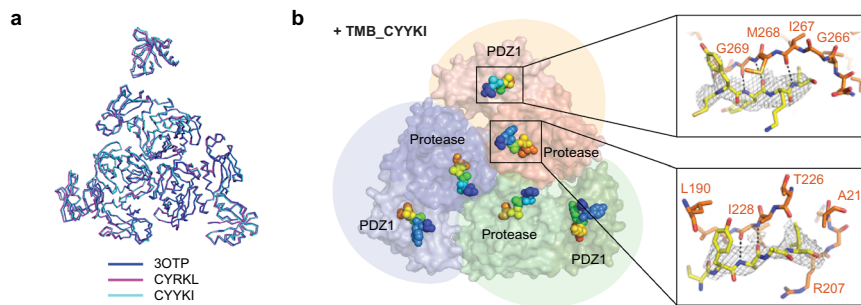 a
3OTP
CYRKL
CYYKI
b
+ TMB_CYYKI
PDZ1
Protease
Protease
PDZ1
Protease
PDZ1
I267
M268
G266
G269
T226
L190
A21
I228
R207